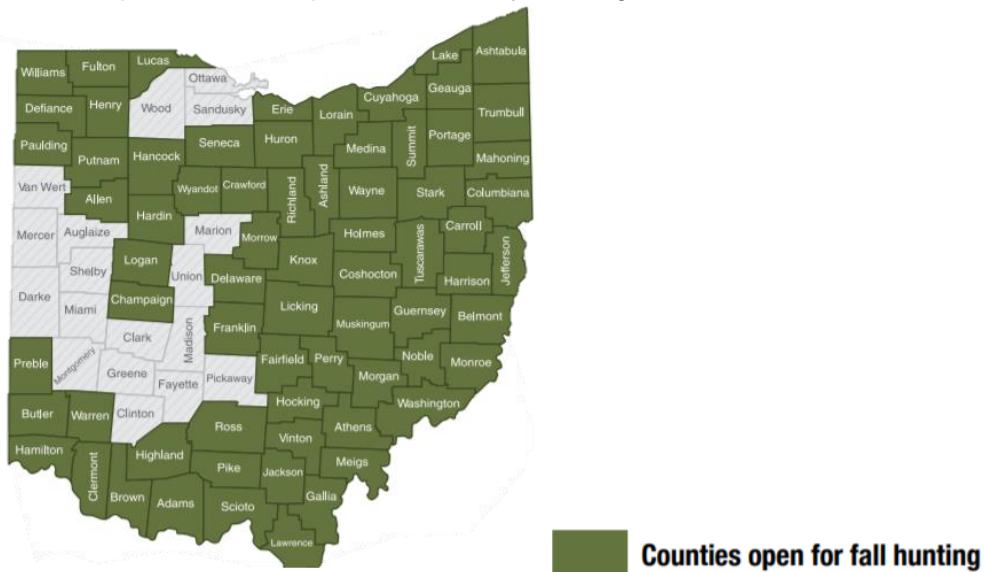 Lake
Ashtabula
Lucas
Fulton
Williams
Geauga
Ottawa
Cuyahoga
Defiance
Henry
Wood
Sandusky
Erie
Lorain
Trumbull
Summit
Portage
Paulding
Putnam
Hancock
Seneca
Huron
Medina
Mahoning
Van Wert
Allen
Wyandot
Crawford
Richland
Ashland
Wayne
Stark
Columbiana
Hardin
Mercer
Auglaize
Marion
Morrow
Holmes
Tuscarawas
Carroll
Jefferson
Logan
Union
Knox
Shelby
Delaware
Coshocton
Harrison
Darke
Miami
Champaign
Licking
Guernsey
Belmont
Clark
Madison
Franklin
Muskingum
Preble
Montgomery
Greene
Fayette
Pickaway
Fairfield
Perry
Noble
Monroe
Morgan
Butler
Warren
Clinton
Hocking
Washington
Ross
Athens
Vinton
Hamilton
Clermont
Highland
Pike
Jackson
Meigs
Brown
Adams
Scioto
Gallia
Lawrence
Counties open for fall hunting